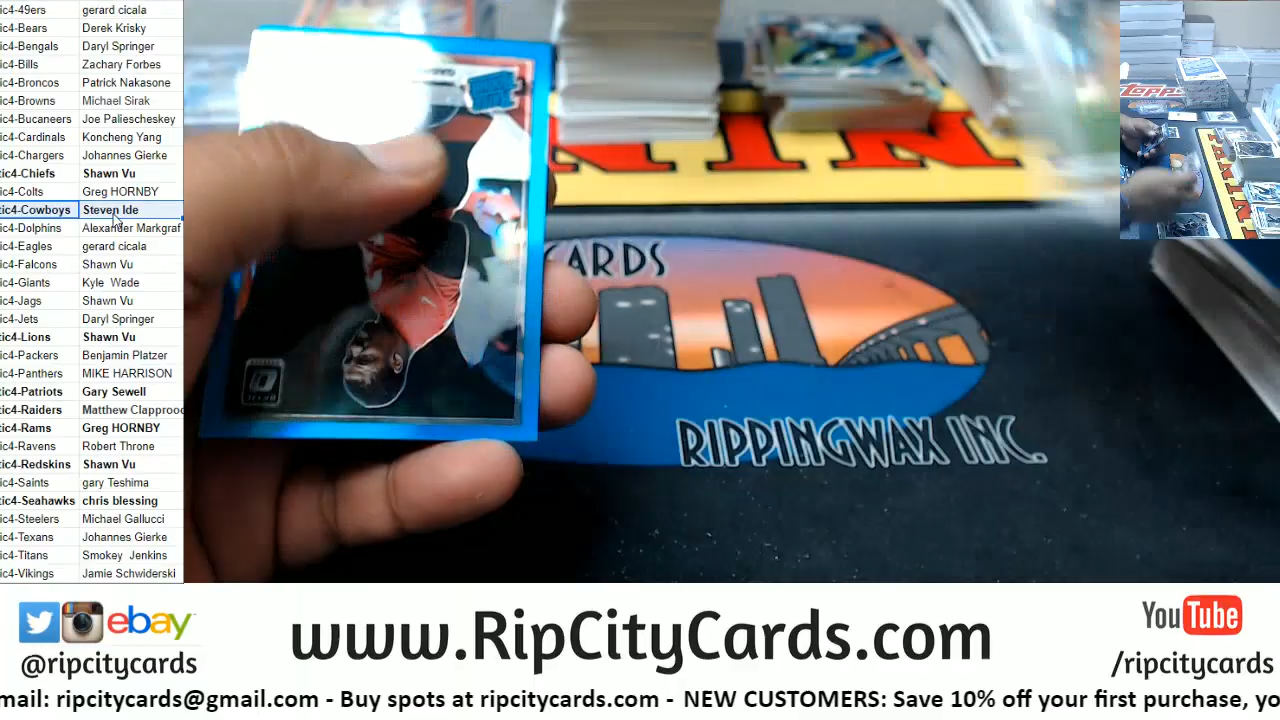 ic4-49ers gerard cicala
ic4-Bears Derek Krisky
ic4-Bengals Daryl Springer
ic4-Bills Zachary Forbes
ic4-Broncos Patrick Nakasone
ic4-Browns Michael Sirak
ic4-Bucaneers Joe Paliescheskey
ic4-Cardinals Koncheng Yang
ic4-Chargers Johannes Gierke
tic4-Chiefs Shawn Vu
ic4-Colts Greg HORNBY
tic4-Cowboys Steven Ide
ic4-Dolphins Alexander Markgraf
ic4-Eagles gerard cicala
ic4-Falcons Shawn Vu
ic4-Giants Kyle Wade
ic4-Jags Shawn Vu
ic4-Jets Daryl Springer
tic4-Lions Shawn Vu
ic4-Packers Benjamin Platzer
ic4-Panthers MIKE HARRISON
tic4-Patriots Gary Sewell
tic4-Raiders Matthew Clapprood
tic4-Rams Greg HORNBY
ic4-Ravens Robert Throne
tic4-Redskins Shawn Vu
ic4-Saints gary Teshima
tic4-Seahawks chris blessing
ic4-Steelers Michael Gallucci
ic4-Texans Johannes Gierke
ic4-Titans Smokey Jenkins
ic4-Vikings Jamie Schwiderski
CARDS
RIPPINGWAX INC.
ebay
@ripcitycards
www.RipCityCards.com
YouTube
/ripcitycards
mail: ripcitycards@gmail.com - Buy spots at ripcitycards.com - NEW CUSTOMERS: Save 10% off your first purchase, yo